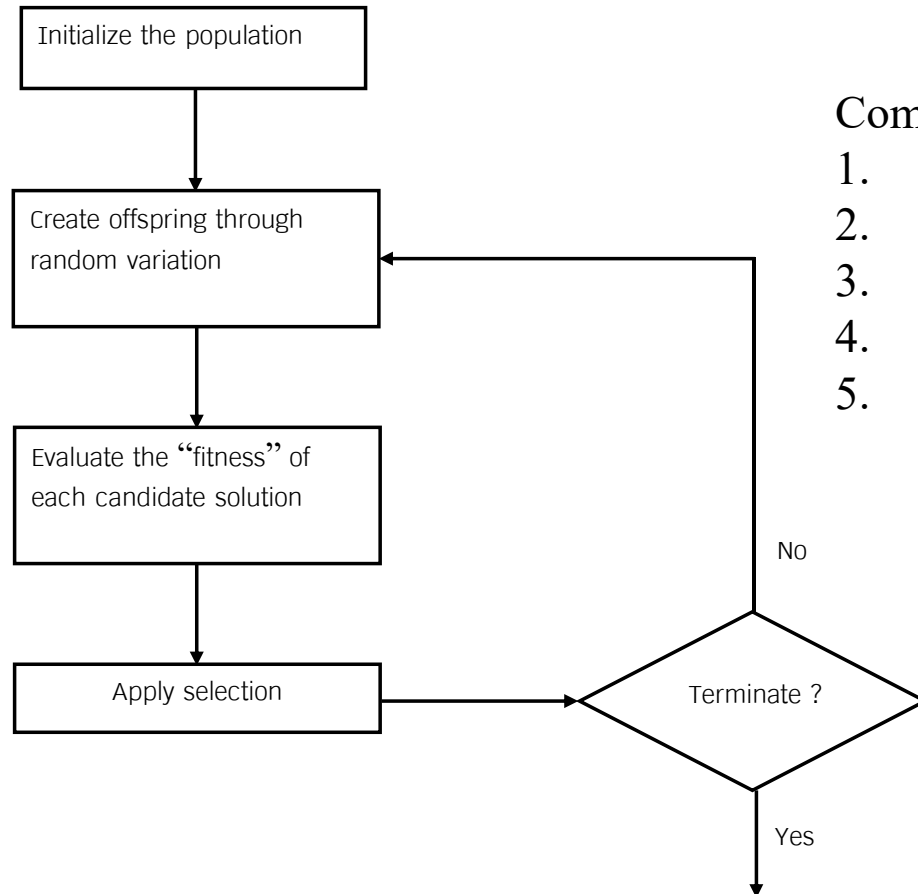 Initialize the population
Create offspring through
random variation
Evaluate the “fitness” of
each candidate solution
Apply selection
Terminate ?
No
Yes
Com
1.
2.
3.
4.
5.